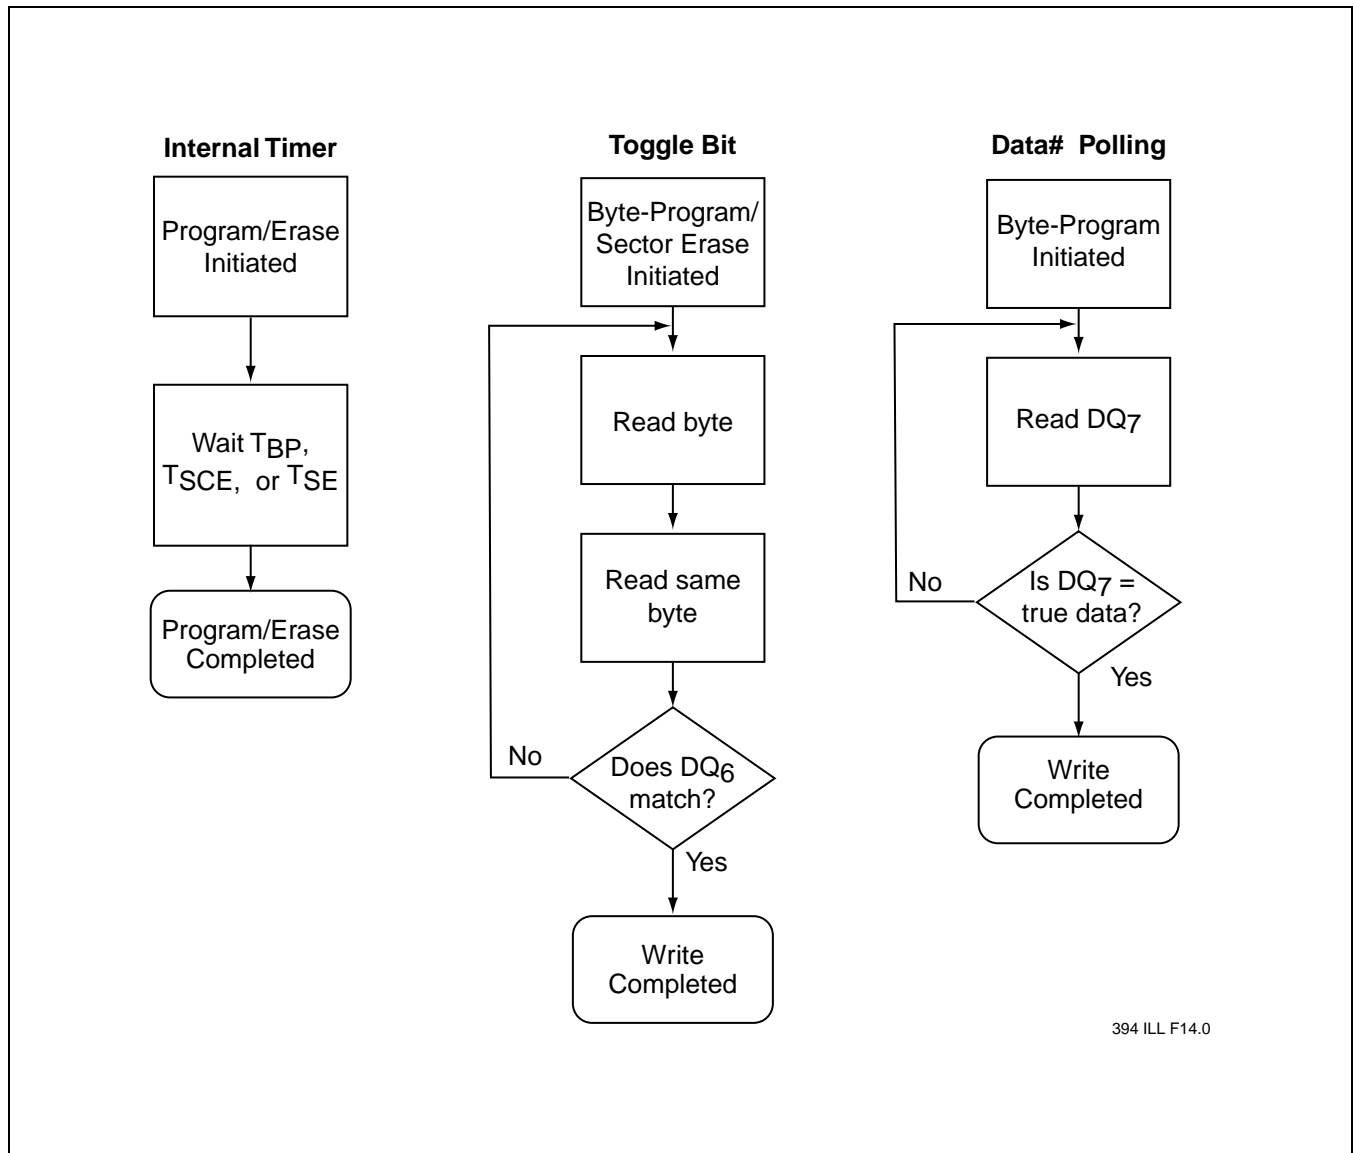 Internal Timer
Program/Erase
Initiated
Wait TBP,
TSCE, or TSE
Program/Erase
Completed
Toggle Bit
Byte-Program/
Sector Erase
Initiated
Read byte
Read same
byte
No
Does DQ6
match?
Yes
Write
Completed
Data# Polling
Byte-Program
Initiated
Read DQ7
No
Is DQ7 =
true data?
Yes
Write
Completed
394 ILL F14.0